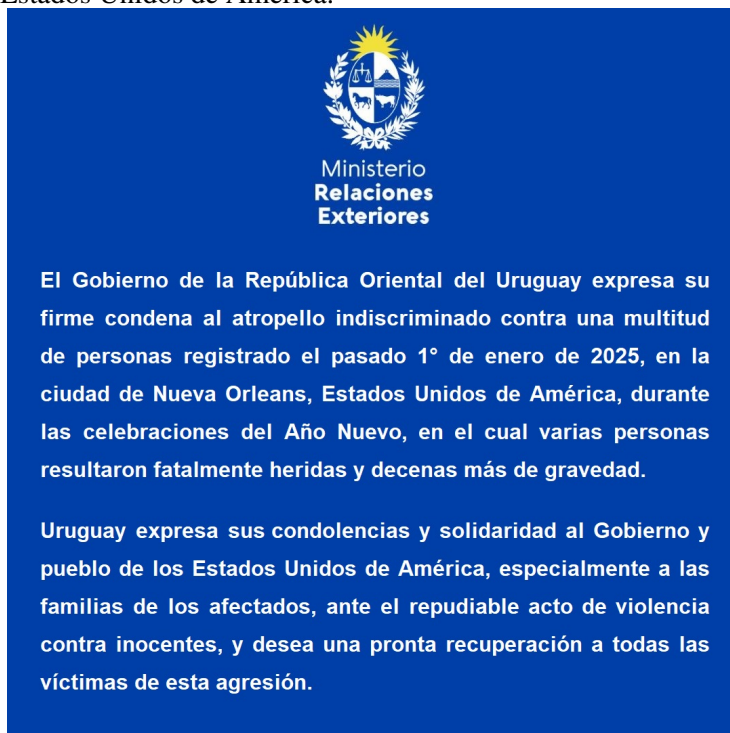 Estados Unidos de América.
Ministerio
Relaciones
Exteriores
El Gobierno de la República Oriental del Uruguay expresa su
firme condena al atropello indiscriminado contra una multitud
de personas registrado el pasado 1° de enero de 2025, en la
ciudad de Nueva Orleans, Estados Unidos de América, durante
las celebraciones del Año Nuevo, en el cual varias personas
resultaron fatalmente heridas y decenas más de gravedad.
Uruguay expresa sus condolencias y solidaridad al Gobierno y
pueblo de los Estados Unidos de América, especialmente a las
familias de los afectados, ante el repudiable acto de violencia
contra inocentes, y desea una pronta recuperación a todas las
víctimas de esta agresión.